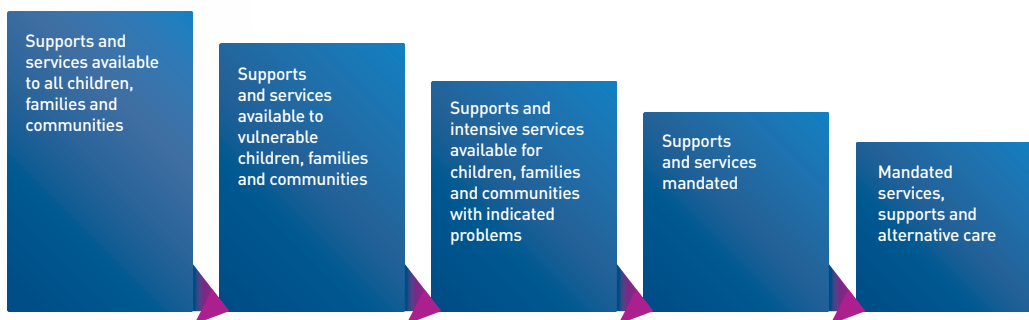 Supports and
services available
to all children,
families and
communities
Supports
and services
available to
vulnerable
children, families
and communities
Supports and
intensive services
available for
children, families
and communities
with indicated
problems
Supports
and services
mandated
Mandated
services,
supports and
alternative care